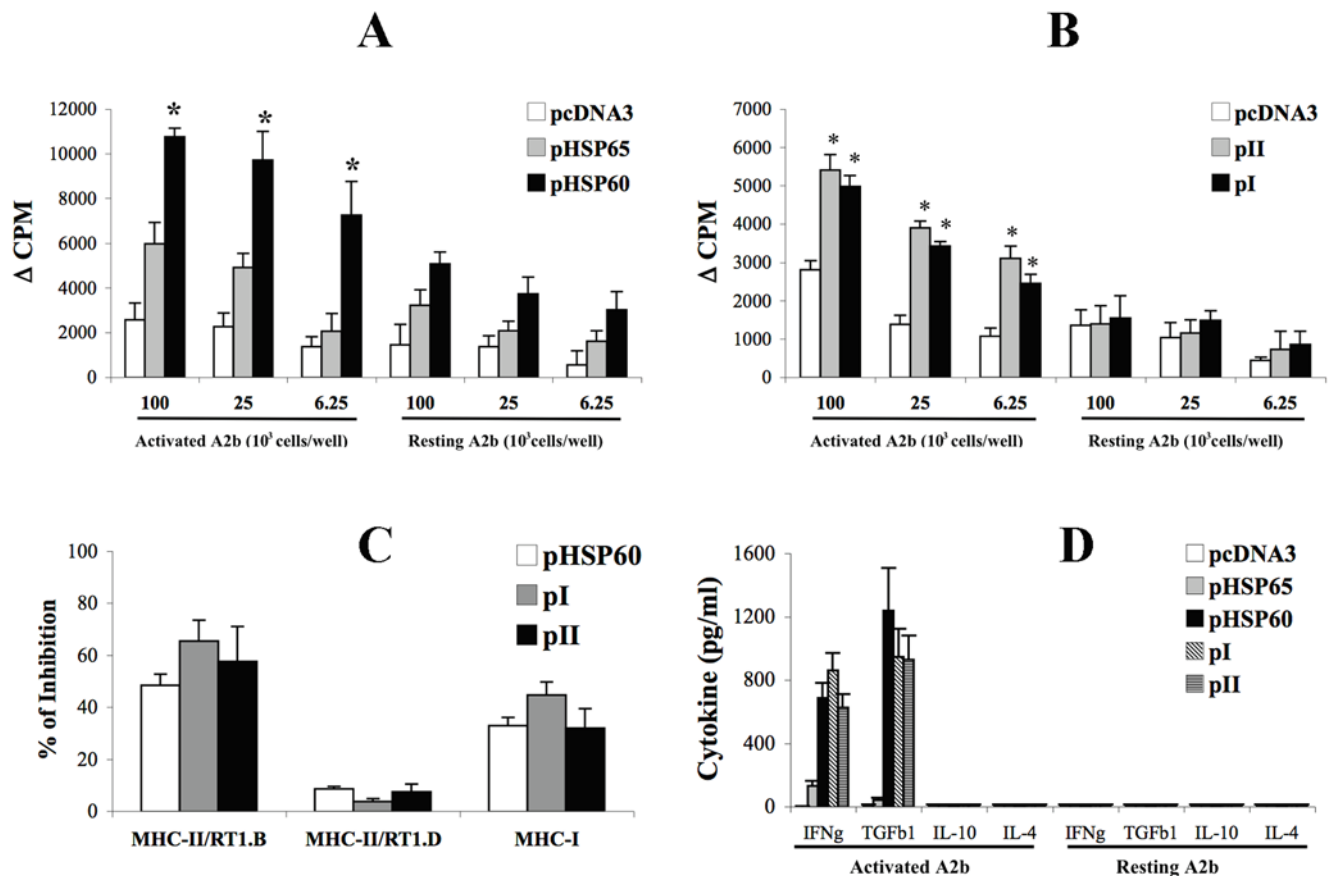 A
12000
10000
8000
6000
4000
2000
0
Δ CPM
* * *
pcDNA3
pHSP65
pHSP60
100 25 6.25 100 25 6.25
Activated A2b (10³ cells/well) Resting A2b (10³cells/well)
B
7000
6000
5000
4000
3000
2000
1000
0
Δ CPM
* * * * * *
pcDNA3
pII
pI
100 25 6.25 100 25 6.25
Activated A2b (10³ cells/well) Resting A2b (10³cells/well)
C
100
80
60
40
20
0
% of Inhibition
pHSP60
pI
pII
MHC-II/RT1.B MHC-II/RT1.D MHC-I
D
1600
1200
800
400
0
Cytokine (pg/ml)
pcDNA3
pHSP65
pHSP60
pI
pII
IFNg TGFb1 IL-10 IL-4 IFNg TGFb1 IL-10 IL-4
Activated A2b Resting A2b